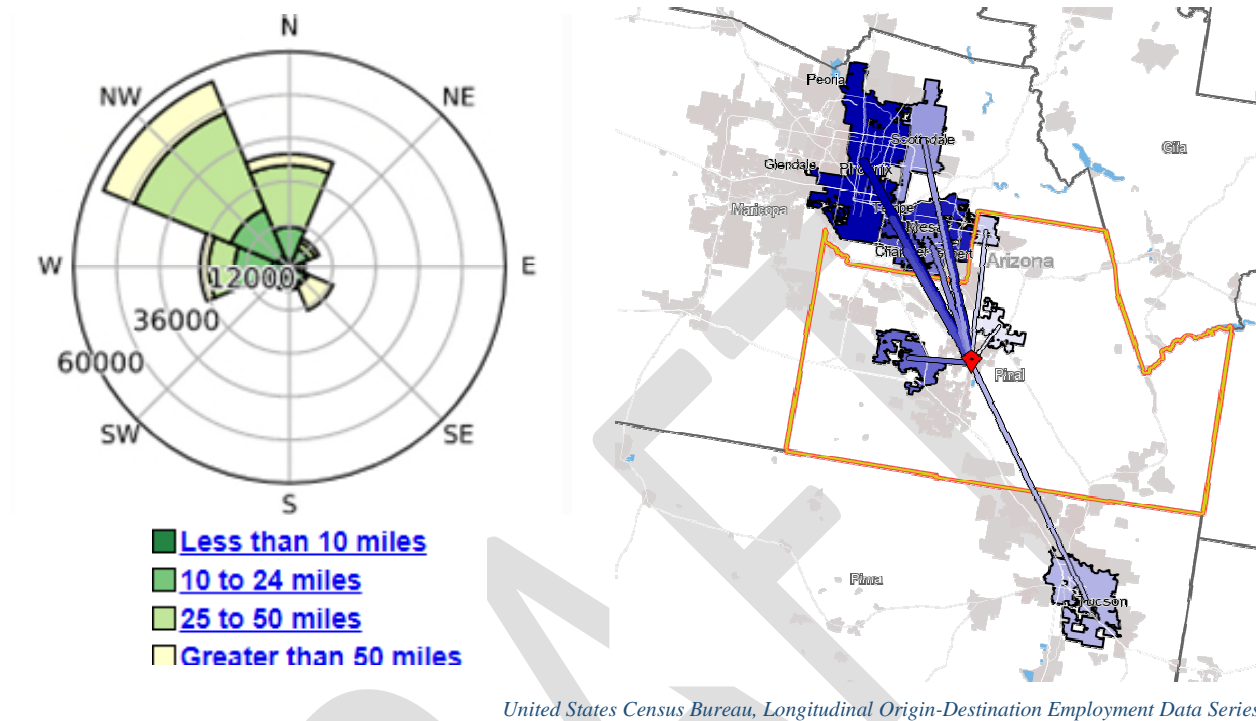 N
NW
NE
W
E
12000
36000
60000
SW
SE
S
Less than 10 miles
10 to 24 miles
25 to 50 miles
Greater than 50 miles
Peoria
Scottsdale
Gila
Glendale
Phoenix
Maricopa
Tempe
Mesa
Arizona
Pinal
Pima
Tucson
United States Census Bureau, Longitudinal Origin-Destination Employment Data Series